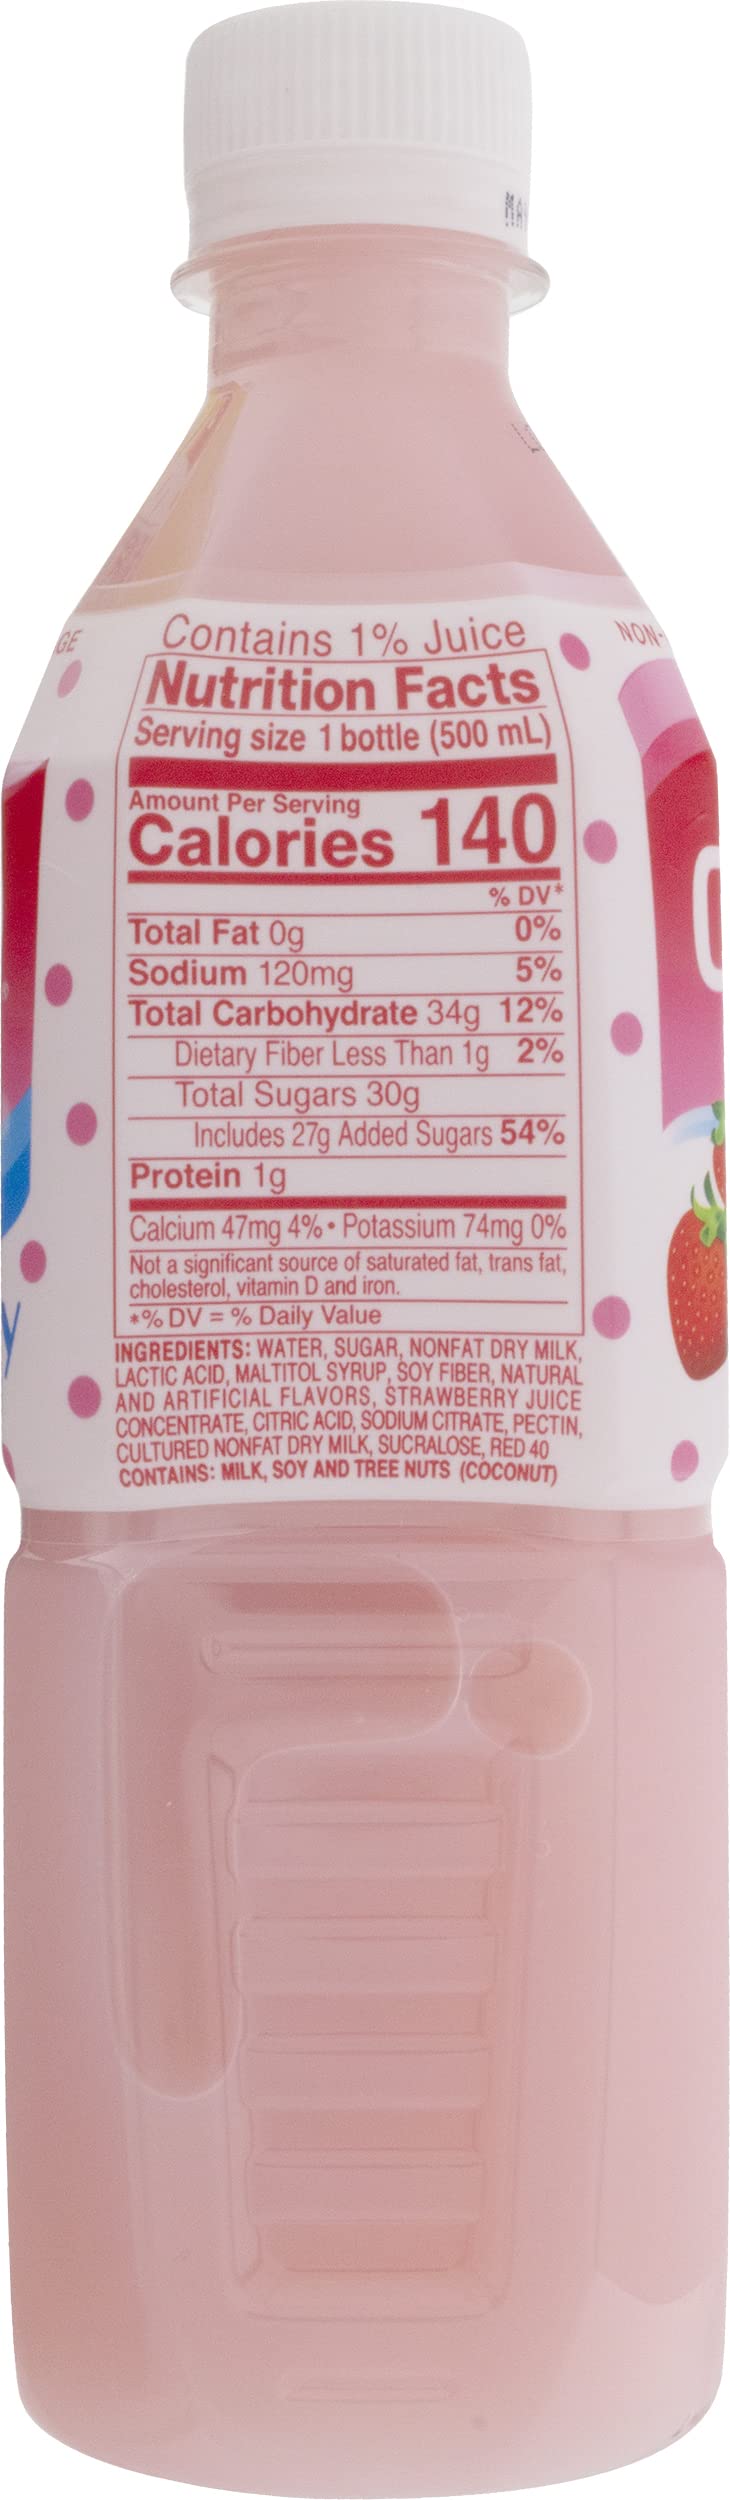 Contains 1% Juice
Nutrition Facts
Serving size 1 bottle (500 mL)
Amount Per Serving
Calories 140
% DV*
Total Fat 0g 0%
Sodium 120mg 5%
Total Carbohydrate 34g 12%
Dietary Fiber Less Than 1g 2%
Total Sugars 30g
Includes 27g Added Sugars 54%
Protein 1g
Calcium 47mg 4% • Potassium 74mg 0%
Not a significant source of saturated fat, trans fat,
cholesterol, vitamin D and iron.
*% DV = % Daily Value
INGREDIENTS: WATER, SUGAR, NONFAT DRY MILK,
LACTIC ACID, MALTITOL SYRUP, SOY FIBER, NATURAL
AND ARTIFICIAL FLAVORS, STRAWBERRY JUICE
CONCENTRATE, CITRIC ACID, SODIUM CITRATE, PECTIN,
CULTURED NONFAT DRY MILK, SUCRALOSE, RED 40
CONTAINS: MILK, SOY AND TREE NUTS (COCONUT)
NON-